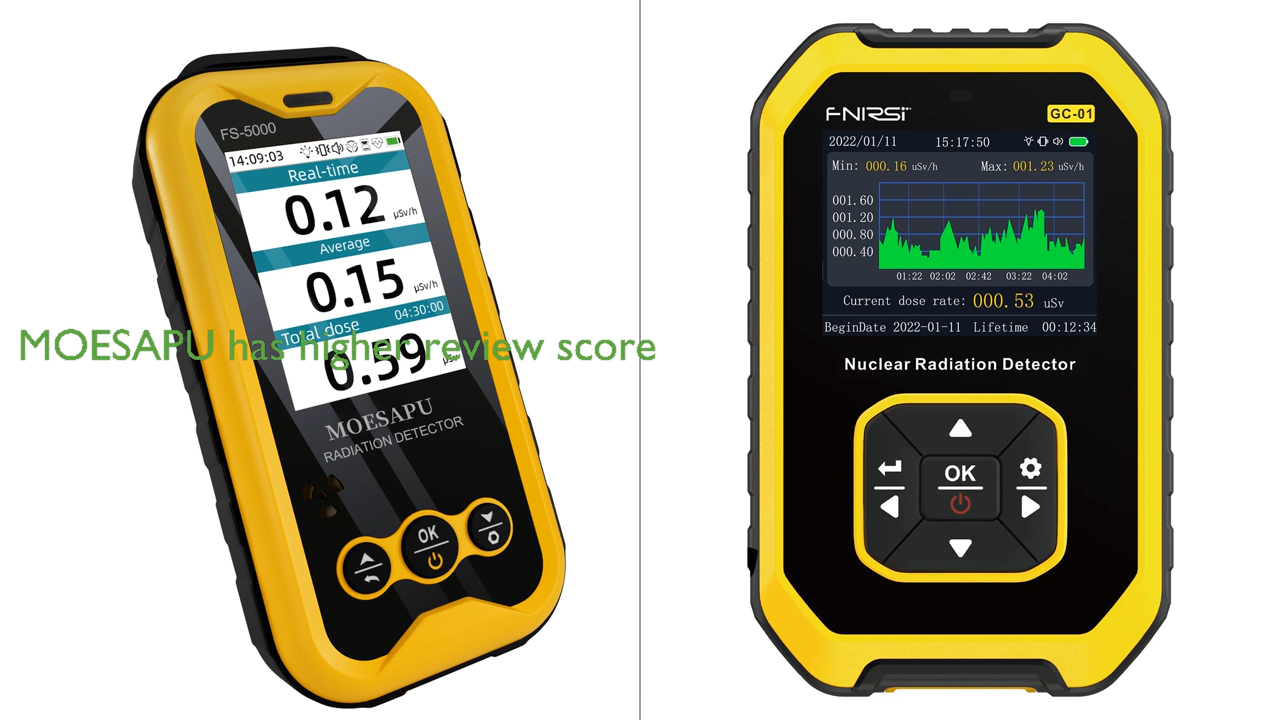 FS-5000
14:09:03
Real-time
0.12 μSv/h
Average
0.15 μSv/h
Total dose 04:30:00
0.59
MOESAPU
RADIATION DETECTOR
OK
MOESAPU has higher review score
FNIRSI
GC-01
2022/01/11 15:17:50
Min: 000.16 uSv/h Max: 001.23 uSv/h
001.60
001.20
000.80
000.40
01:22 02:02 02:42 03:22 04:02
Current dose rate: 000.53 uSv
BeginDate 2022-01-11 Lifetime 00:12:34
Nuclear Radiation Detector
OK